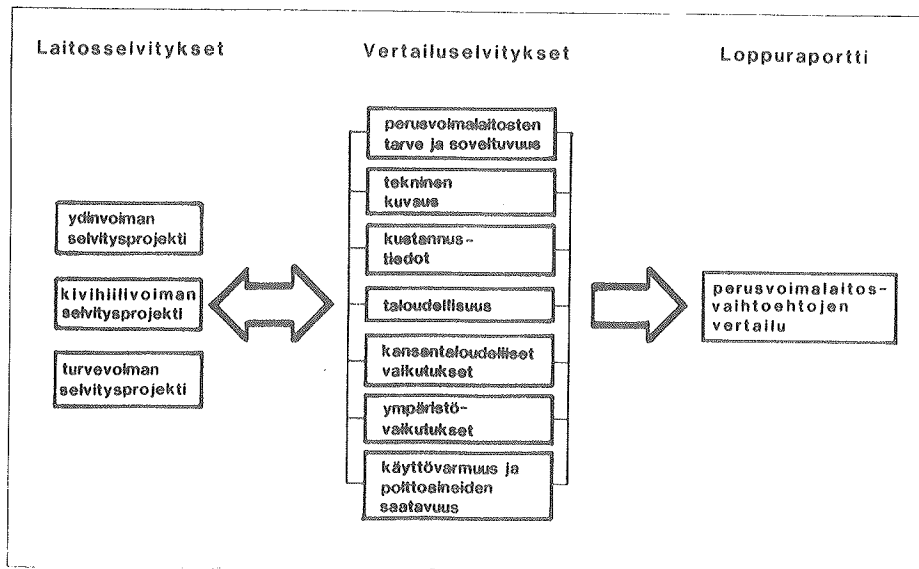 Laitosselvitykset
Vertailuselvitykset
Loppuraportti
ydinvoiman
selvitysprojekti
kivihiilivoiman
selvitysprojekti
turvevoiman
selvitysprojekti
perusvoimalaitosten
tarve ja soveltuvuus
tekninen
kuvaus
kustannus-
tiedot
taloudellisuus
kansantaloudelliset
vaikutukset
ympäristö-
vaikutukset
käyttövarmuus ja
polttoaineiden
saatavuus
perusvoimalaitos-
vaihtoehtojen
vertailu